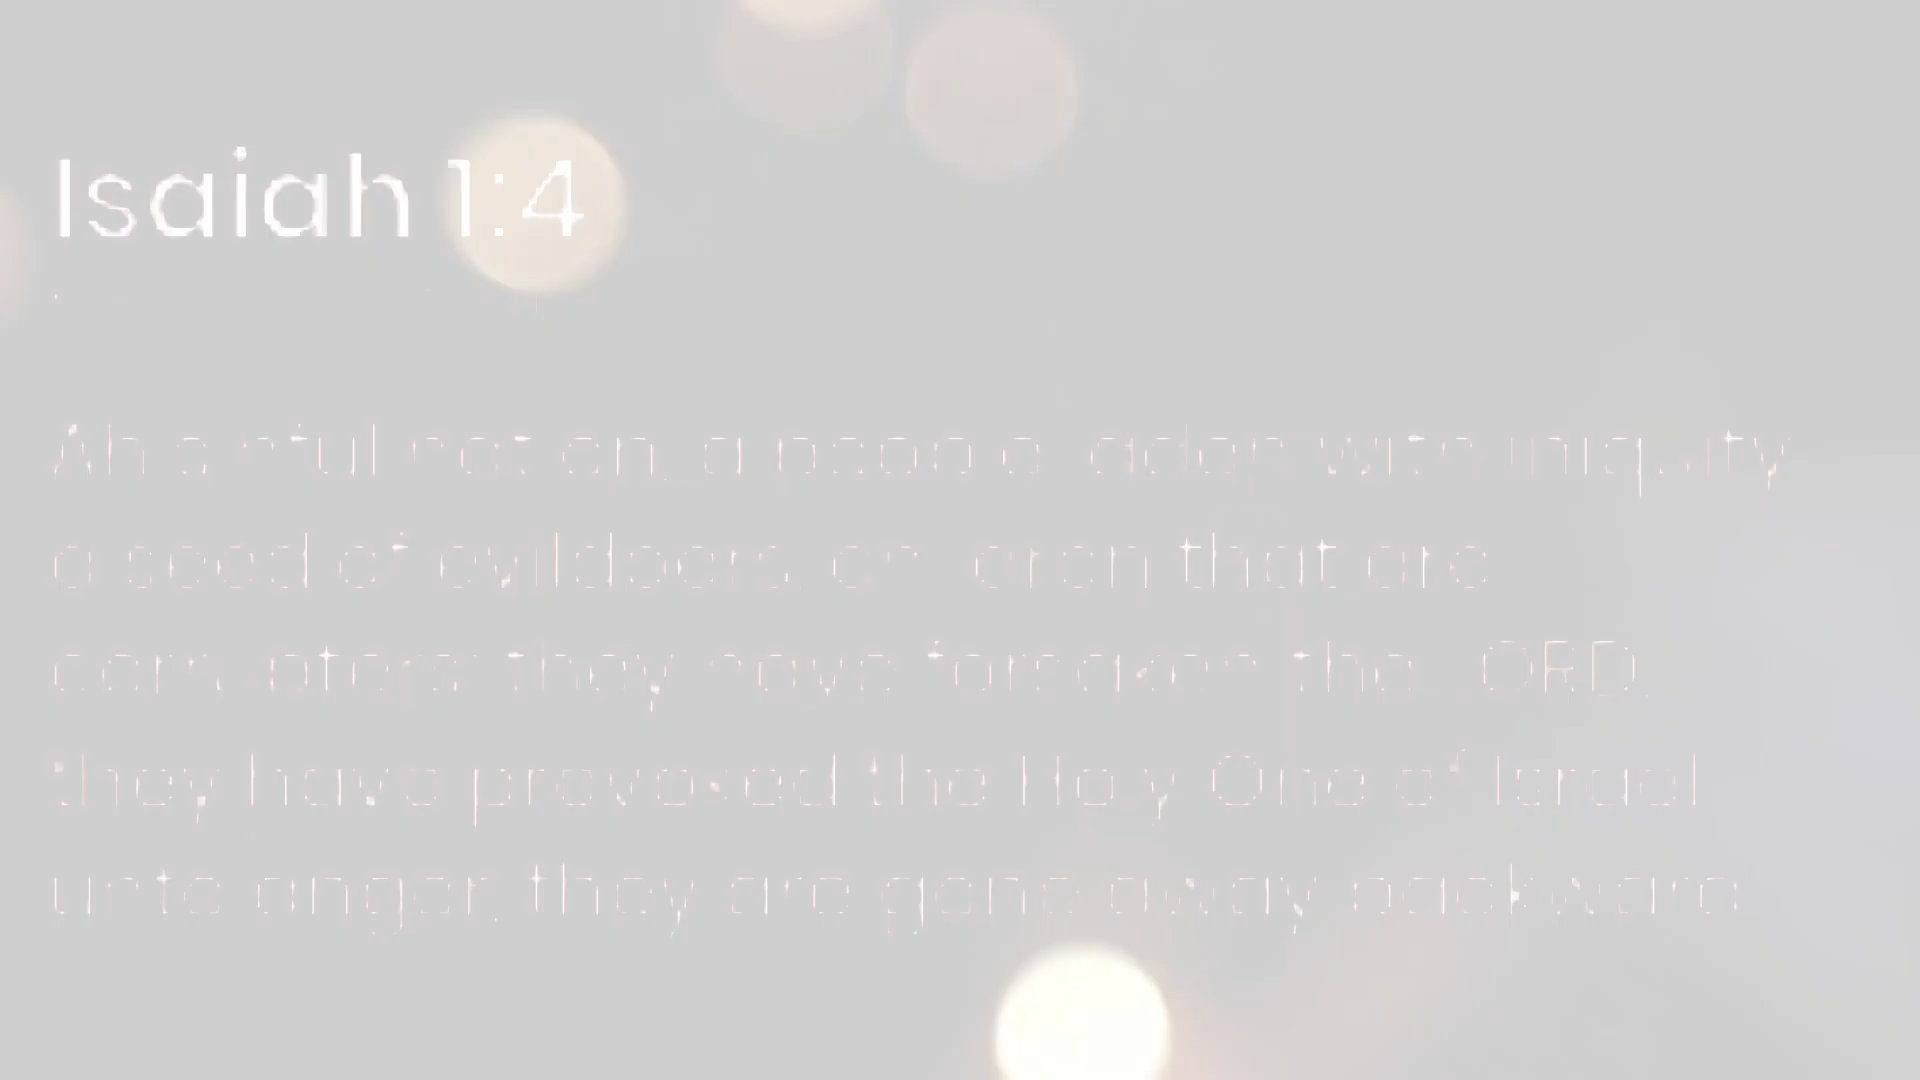 Isaiah 1:4
Ah sinful nation, a people laden with iniquity
a seed of evildoers, children that are
corrupters: they have forsaken the LORD,
they have provoked the Holy One of Israel
unto anger, they are gone away backward